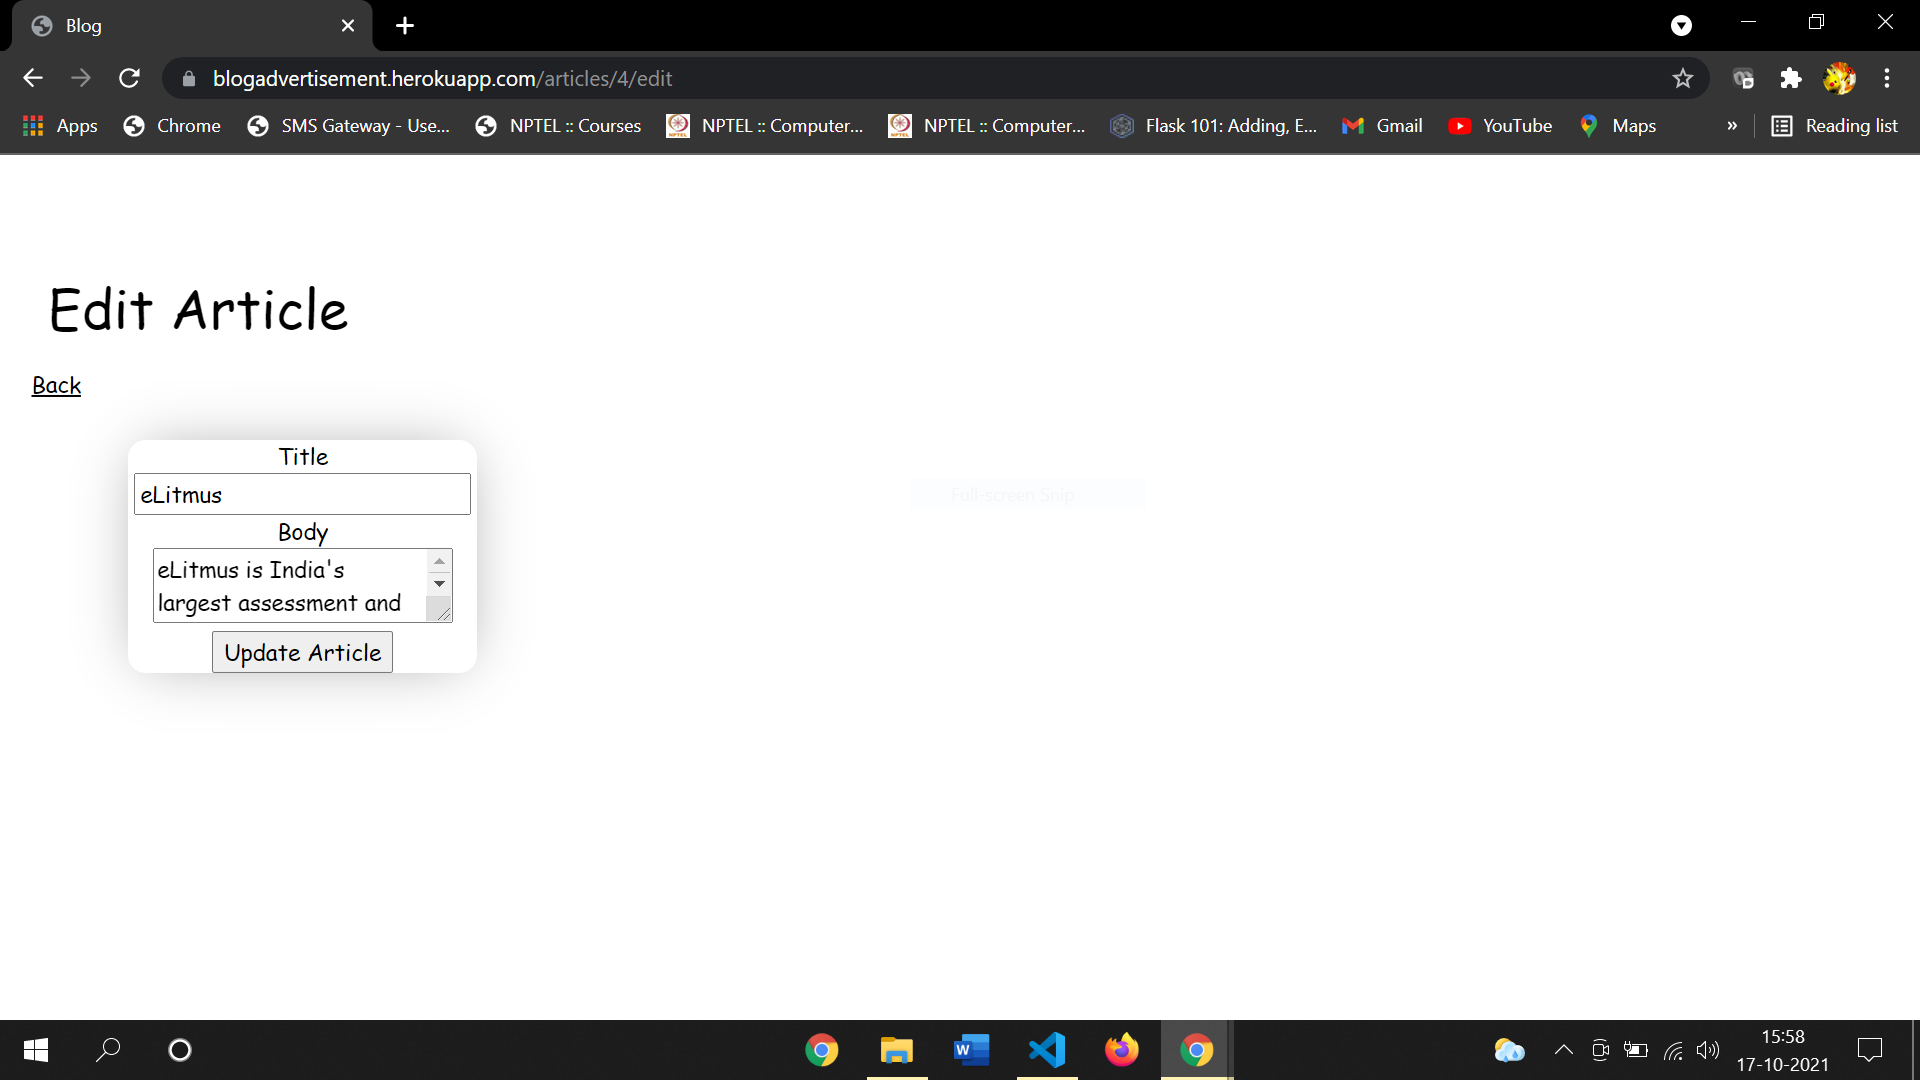 Blog
blogadvertisement.herokuapp.com/articles/4/edit
Apps Chrome SMS Gateway - Use... NPTEL :: Courses NPTEL :: Computer... NPTEL :: Computer... Flask 101: Adding, E... Gmail YouTube Maps » Reading list
Edit Article
Back
Title
eLitmus
Full-screen Snip
Body
eLitmus is India's
largest assessment and
Update Article
15:58
17-10-2021